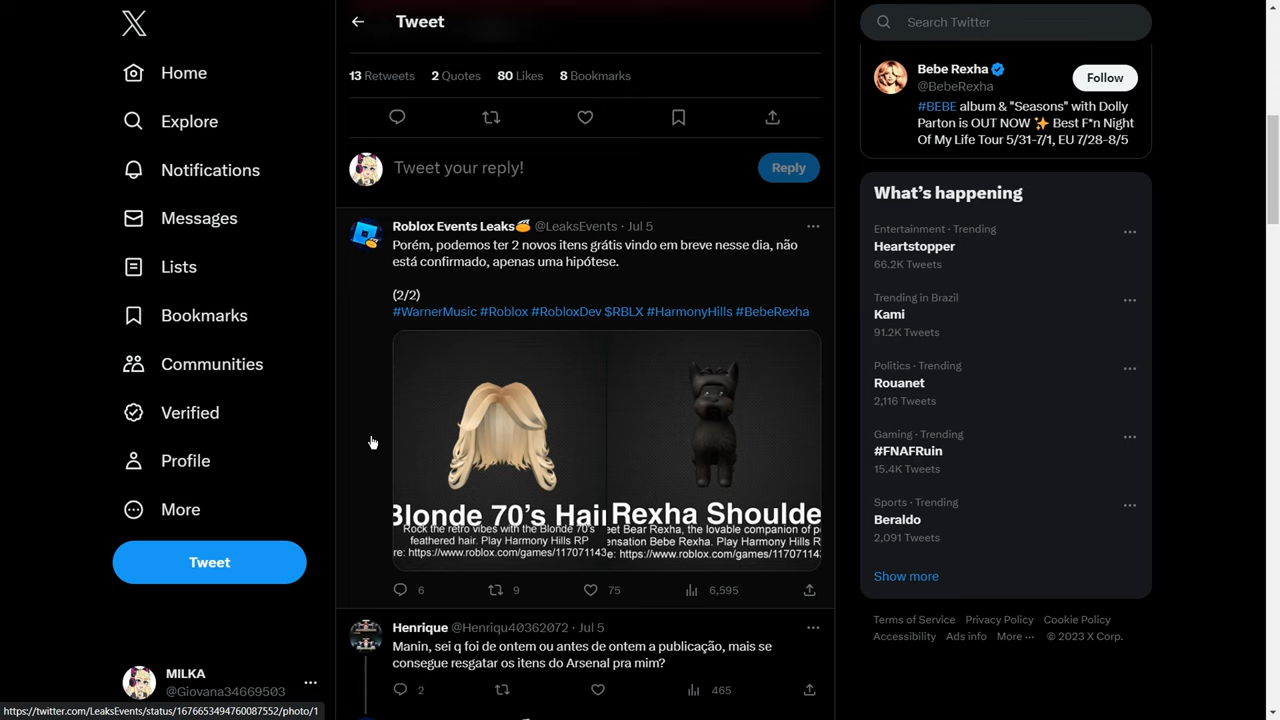 Home
Explore
Notifications
Messages
Lists
Bookmarks
Communities
Verified
Profile
More
Tweet
MILKA
@Giovana34669503
https://twitter.com/LeaksEvents/status/1676653494760087552/photo/1
Tweet
13 Retweets 2 Quotes 80 Likes 8 Bookmarks
Tweet your reply!
Reply
Roblox Events Leaks @LeaksEvents · Jul 5
Porém, podemos ter 2 novos itens grátis vindo em breve nesse dia, não
está confirmado, apenas uma hipótese.
(2/2)
#WarnerMusic #Roblox #RobloxDev $RBLX #HarmonyHills #BebeRexha
Blonde 70's Hair
Rock the retro vibes with the Blonde 70's
feathered hair. Play Harmony Hills RP
re: https://www.roblox.com/games/117071143
Rexha Shoulde
eet Bear Rexha, the lovable companion of p
ensation Bebe Rexha. Play Harmony Hills RP
e: https://www.roblox.com/games/117071143
6 9 75 6,595
Henrique @Henriqu40362072 · Jul 5
Manin, sei q foi de ontem ou antes de ontem a publicação, mais se
consegue resgatar os itens do Arsenal pra mim?
2 465
Search Twitter
Bebe Rexha
@BebeRexha
Follow
#BEBE album & "Seasons" with Dolly
Parton is OUT NOW ✨ Best F*n Night
Of My Life Tour 5/31-7/1, EU 7/28-8/5
What's happening
Entertainment · Trending
Heartstopper
66.2K Tweets
Trending in Brazil
Kami
91.2K Tweets
Politics · Trending
Rouanet
2,116 Tweets
Gaming · Trending
#FNAFRuin
15.4K Tweets
Sports · Trending
Beraldo
2,091 Tweets
Show more
Terms of Service Privacy Policy Cookie Policy
Accessibility Ads info More ··· © 2023 X Corp.